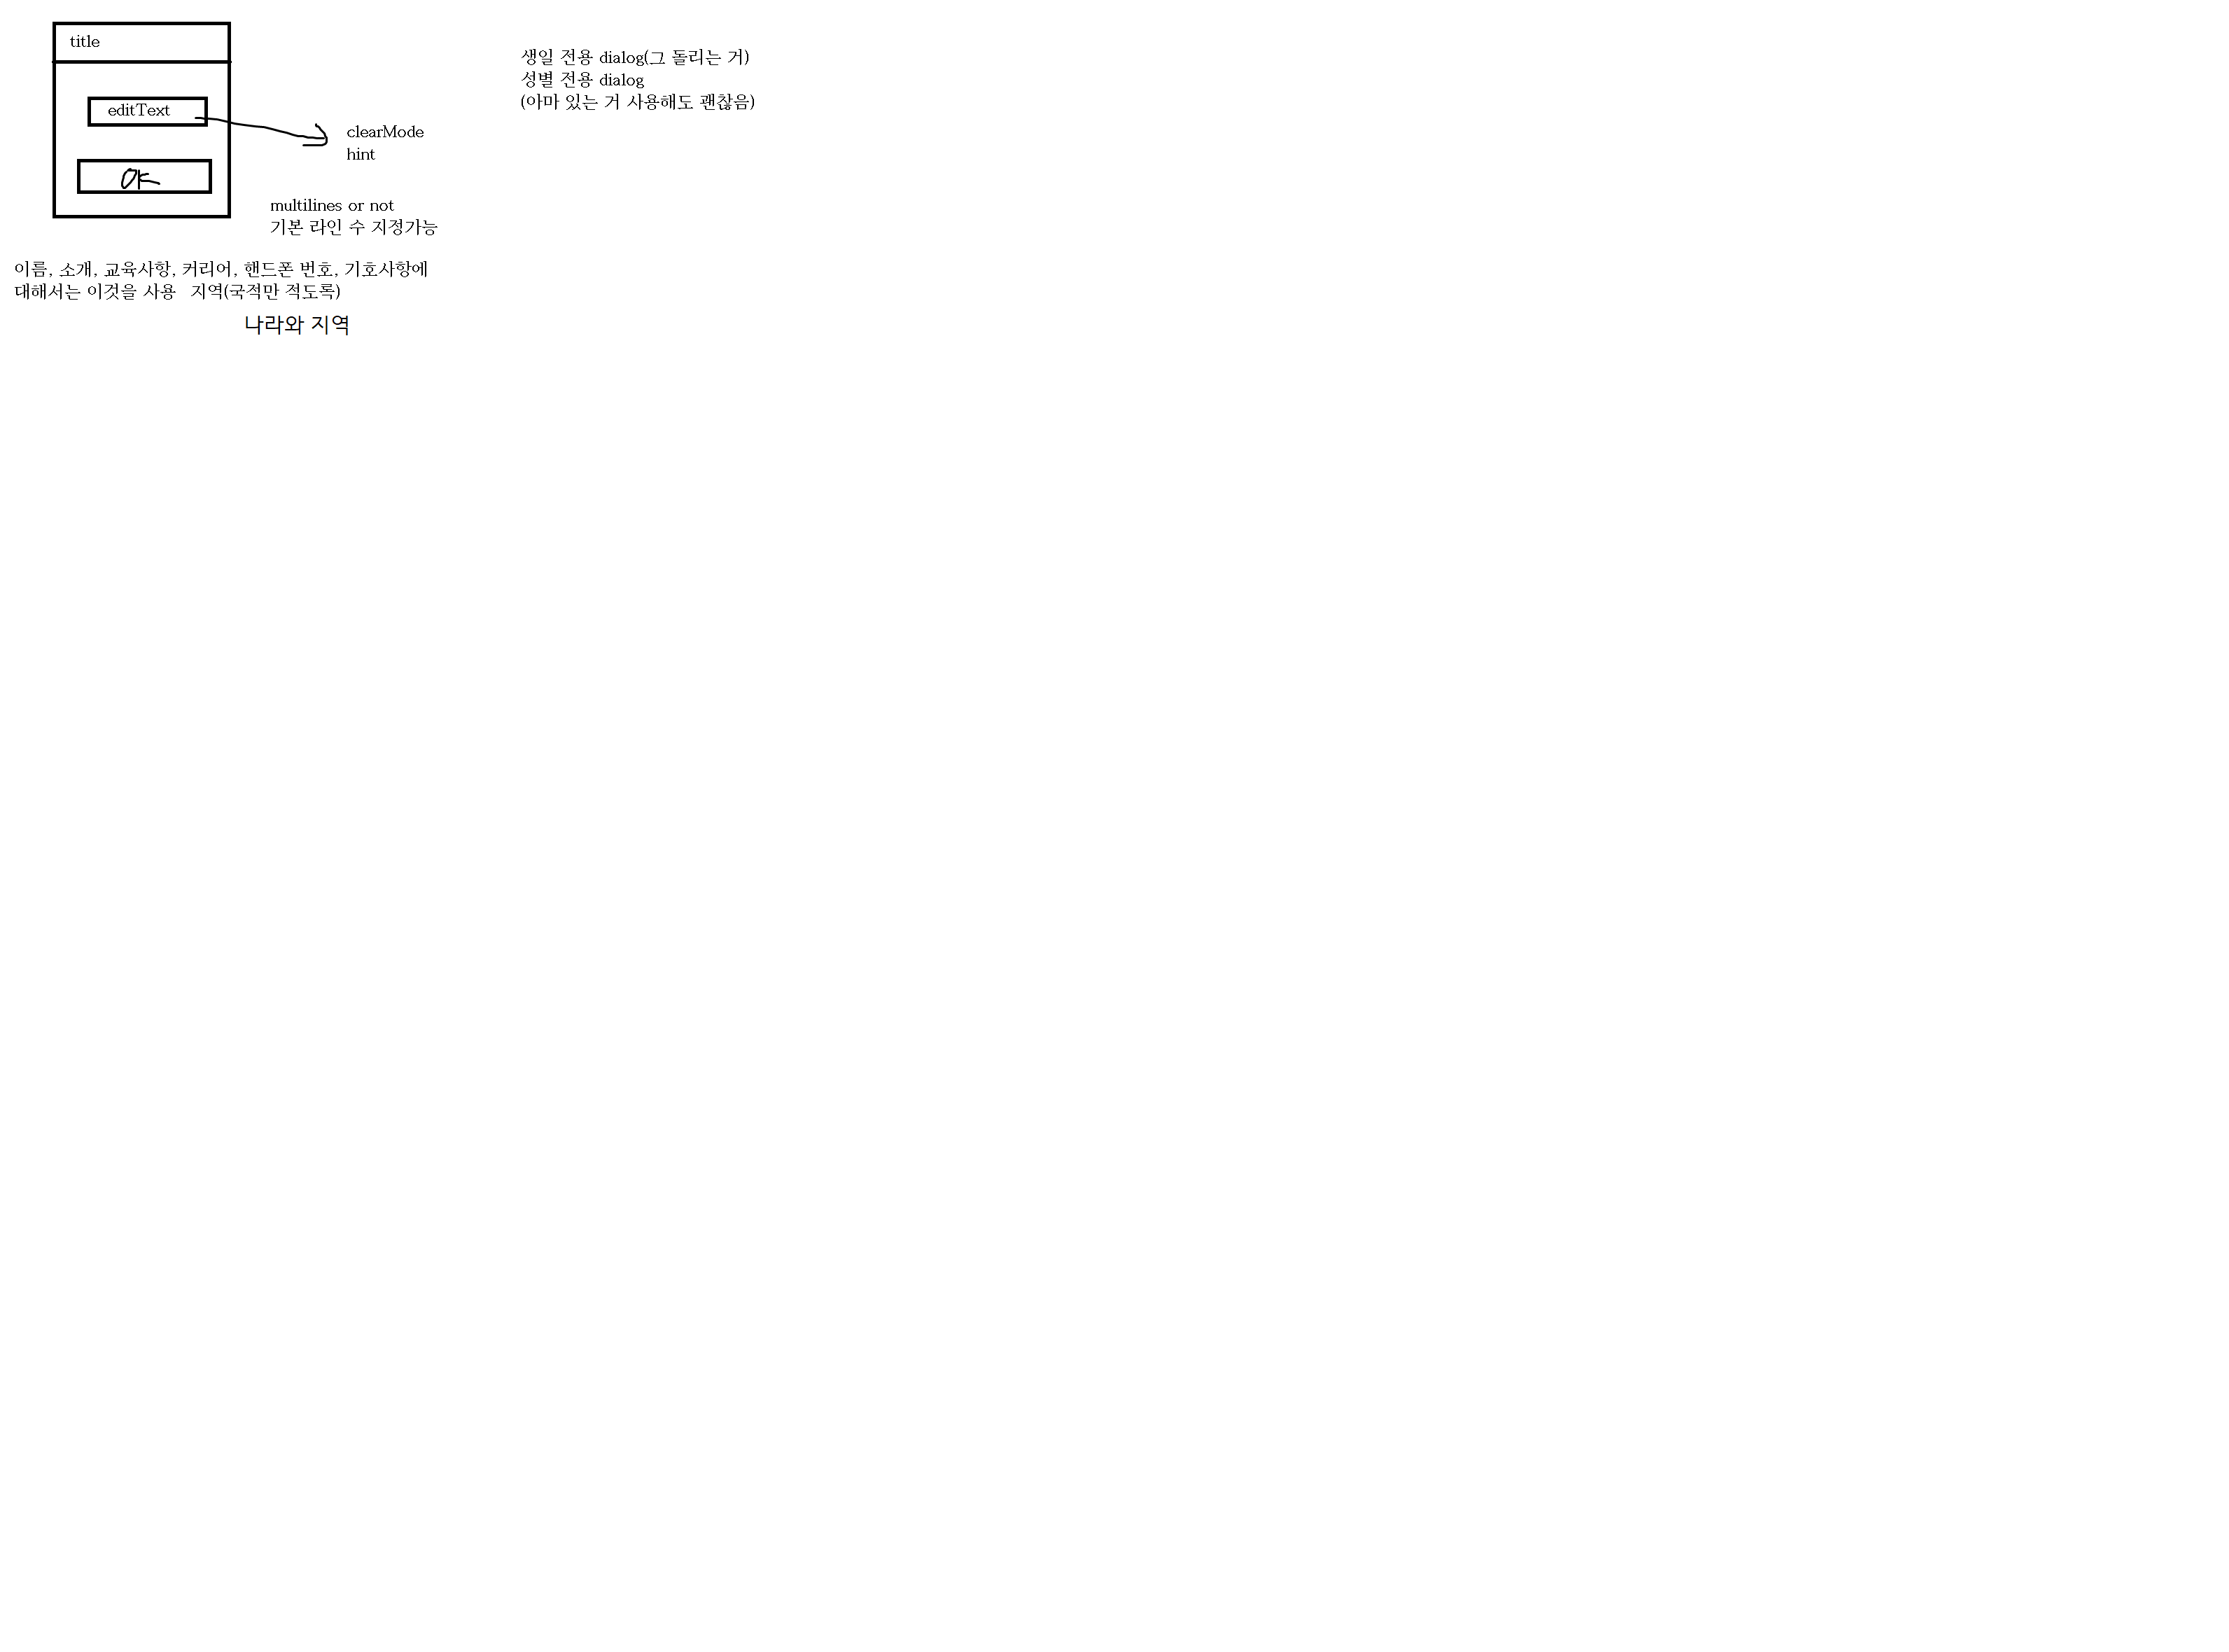 title
editText
OK
clearMode
hint
multilines or not
기본 라인 수 지정가능
이름, 소개, 교육사항, 커리어, 핸드폰 번호, 기호사항에
대해서는 이것을 사용 지역(국적만 적도록)
나라와 지역
생일 전용 dialog(그 돌리는 거)
성별 전용 dialog
(아마 있는 거 사용해도 괜찮음)